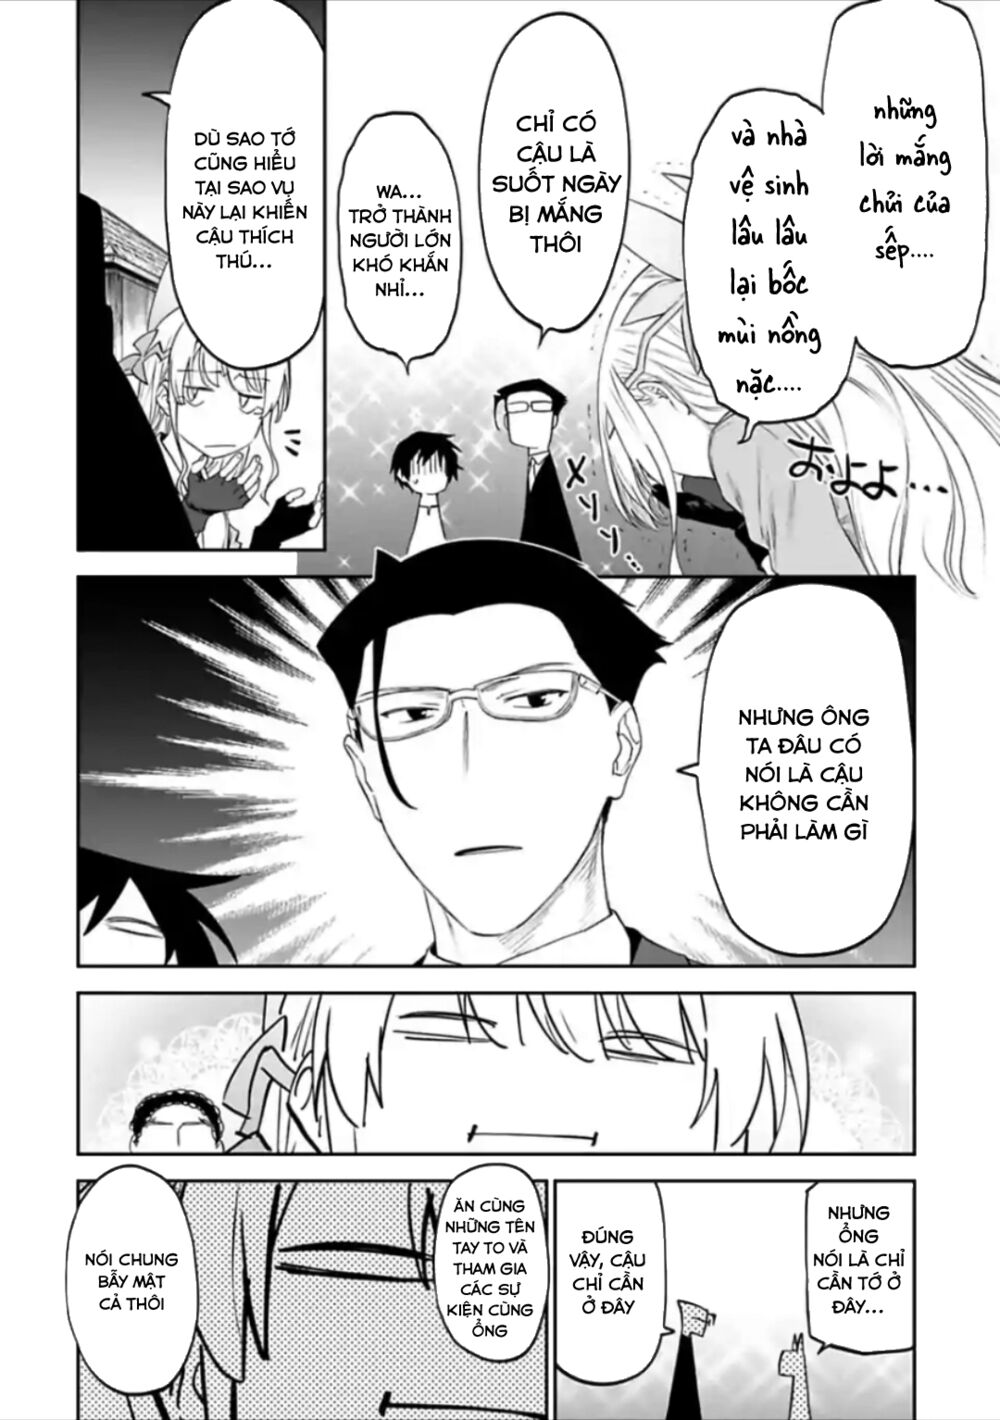 những
lời mắng
chửi của
sếp....
và nhà
vệ sinh
lâu lâu
lại bốc
mùi nồng
nặc....
およよ...
CHỈ CÓ
CẬU LÀ
SUỐT NGÀY
BỊ MẮNG
THÔI
メソメソ
WA...
TRỞ THÀNH
NGƯỜI LỚN
KHÓ KHẮN
NHỈ...
DÙ SAO TỚ
CŨNG HIỂU
TẠI SAO VỤ
NÀY LẠI KHIẾN
CẬU THÍCH
THÚ...
NHƯNG ÔNG
TA ĐÂU CÓ
NÓI LÀ CẬU
KHÔNG CẦN
PHẢI LÀM GÌ
NHƯNG
ỔNG
NÓI LÀ CHỈ
CẦN TỚ Ở
ĐÂY...
ĐÚNG
VẬY, CẬU
CHỈ CẦN
Ở ĐÂY
ĂN CÙNG
NHỮNG TÊN
TAY TO VÀ
THAM GIA
CÁC SỰ
KIỆN CÙNG
ỔNG
NÓI CHUNG
BẪY MẬT
CẢ THÔI